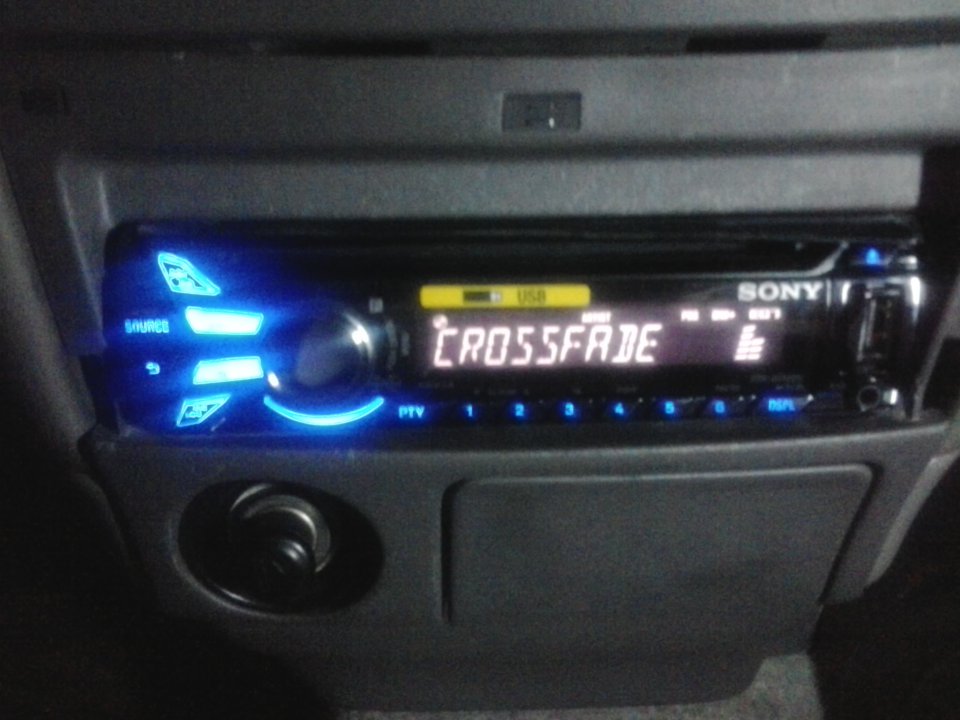 USB
SONY
SOURCE
CROSSFADE
PTY 1 2 3 4 5 6 DSPL